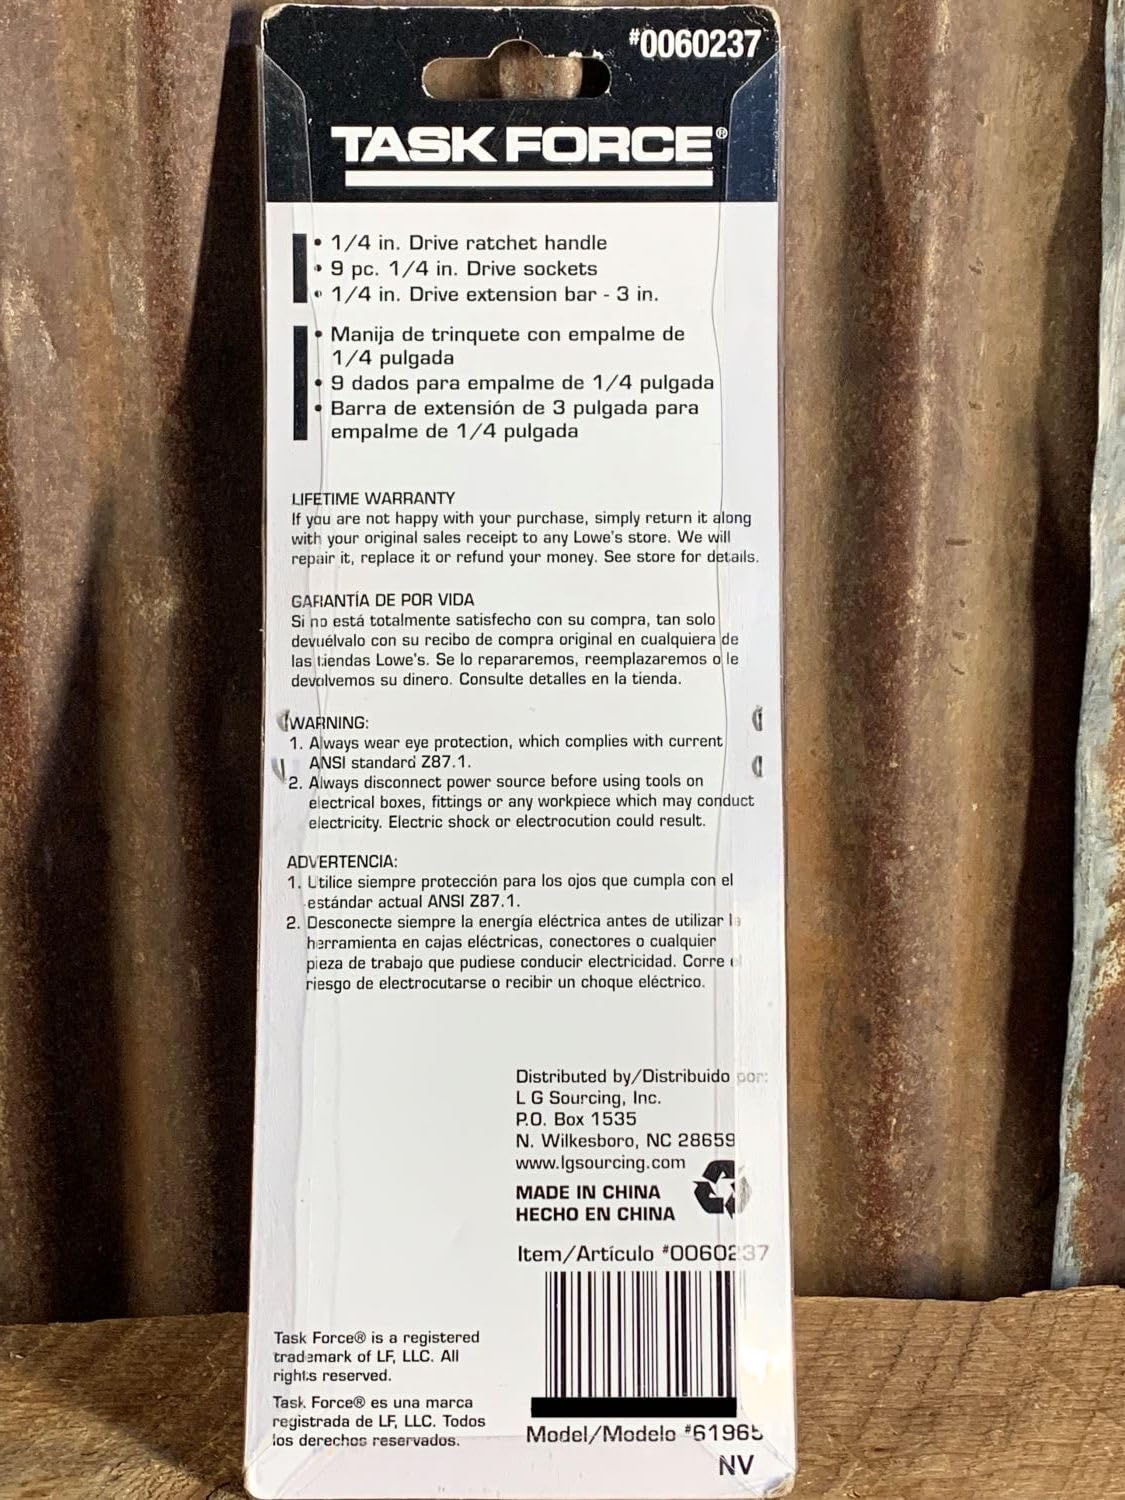 #0060237
TASK FORCE®
• 1/4 in. Drive ratchet handle
• 9 pc. 1/4 in. Drive sockets
• 1/4 in. Drive extension bar - 3 in.
• Manija de trinquete con empalme de
1/4 pulgada
• 9 dados para empalme de 1/4 pulgada
• Barra de extensión de 3 pulgada para
empalme de 1/4 pulgada
LIFETIME WARRANTY
If you are not happy with your purchase, simply return it along
with your original sales receipt to any Lowe's store. We will
repair it, replace it or refund your money. See store for details.
GARANTÍA DE POR VIDA
Si no está totalmente satisfecho con su compra, tan solo
devuélvalo con su recibo de compra original en cualquiera de
las tiendas Lowe's. Se lo repararemos, reemplazaremos o le
devolvemos su dinero. Consulte detalles en la tienda.
WARNING:
1. Always wear eye protection, which complies with current
ANSI standard Z87.1.
2. Always disconnect power source before using tools on
electrical boxes, fittings or any workpiece which may conduct
electricity. Electric shock or electrocution could result.
ADVERTENCIA:
1. Utilice siempre protección para los ojos que cumpla con el
estándar actual ANSI Z87.1.
2. Desconecte siempre la energía eléctrica antes de utilizar la
herramienta en cajas eléctricas, conectores o cualquier
pieza de trabajo que pudiese conducir electricidad. Corre el
riesgo de electrocutarse o recibir un choque eléctrico.
Distributed by/Distribuido por:
L G Sourcing, Inc.
P.O. Box 1535
N. Wilkesboro, NC 28659
www.lgsourcing.com
MADE IN CHINA
HECHO EN CHINA
Item/Artículo #0060237
Task Force® is a registered
trademark of LF, LLC. All
rights reserved.
Task Force® es una marca
registrada de LF, LLC. Todos
los derechos reservados.
Model/Modelo #61965
NV